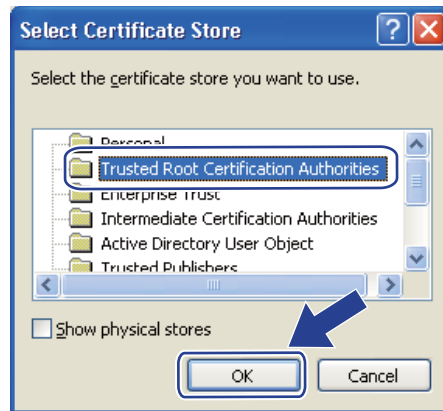 Select Certificate Store
?
Select the certificate store you want to use.
Personal
Trusted Root Certification Authorities
Enterprise Trust
Intermediate Certification Authorities
Active Directory User Object
Trusted Publishers
Show physical stores
OK
Cancel